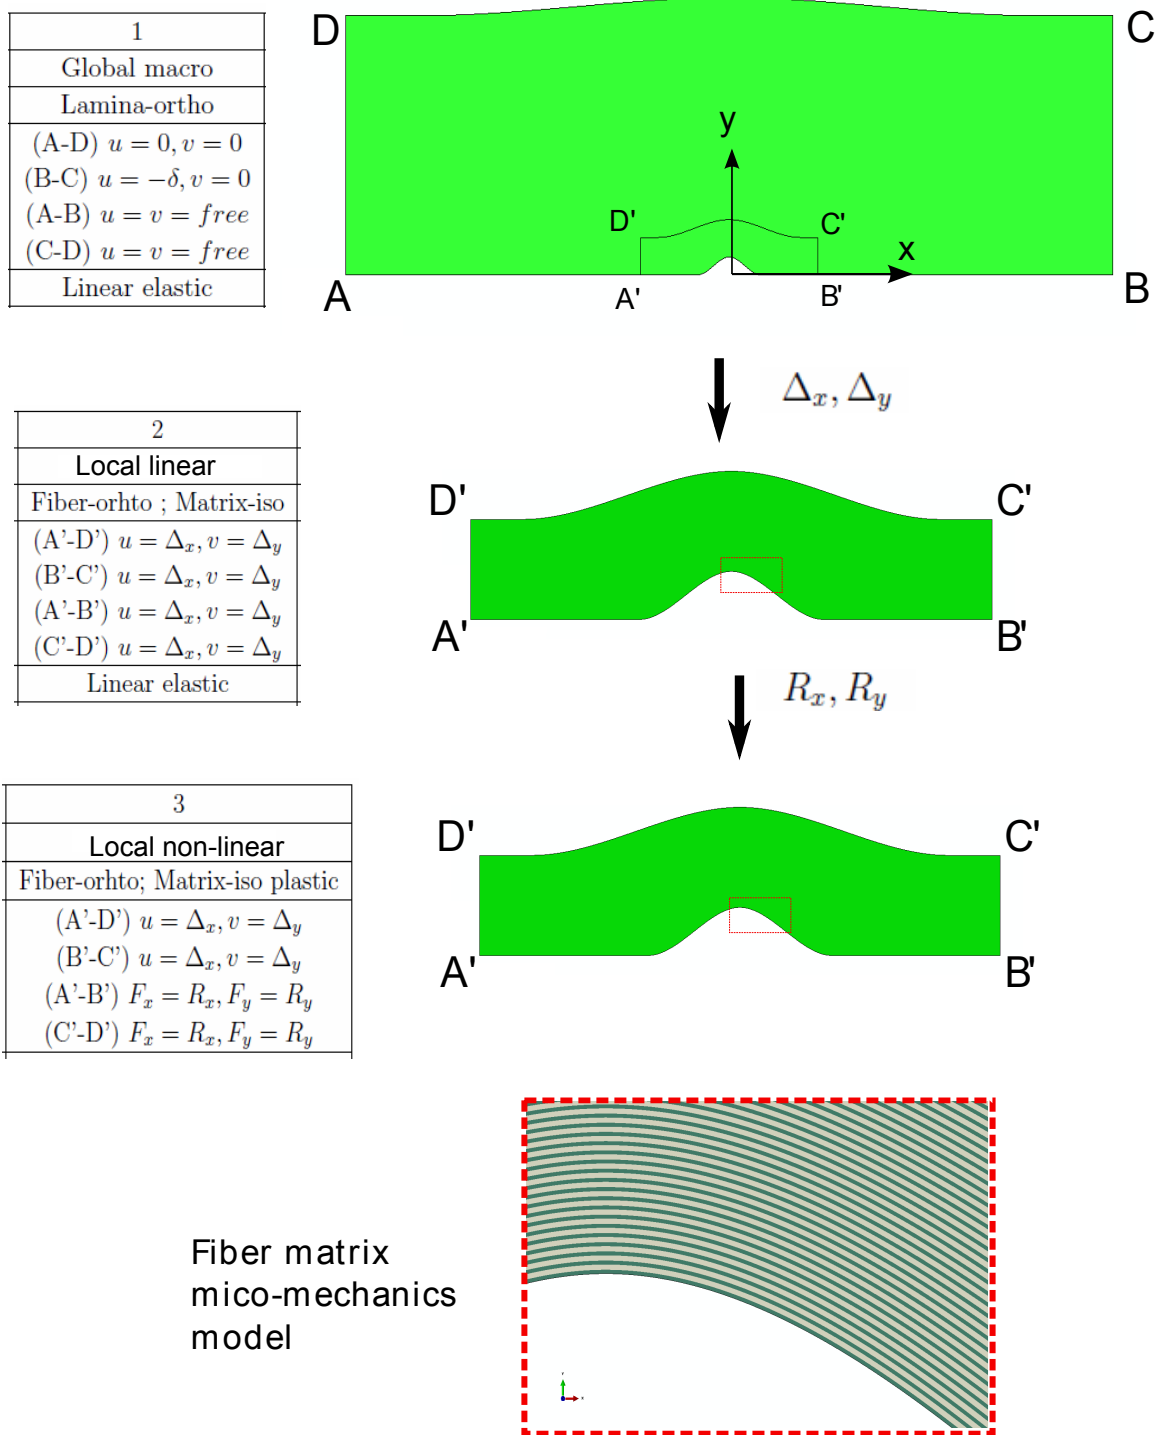 1
Global macro
Lamina-ortho
(A-D) u = 0, v = 0
(B-C) u = −δ, v = 0
(A-B) u = v = free
(C-D) u = v = free
Linear elastic
D
C
y
D'
C'
x
A
A'
B'
B
Δx, Δy
2
Local linear
Fiber-orhto ; Matrix-iso
(A'-D') u = Δx, v = Δy
(B'-C') u = Δx, v = Δy
(A'-B') u = Δx, v = Δy
(C'-D') u = Δx, v = Δy
Linear elastic
D'
C'
A'
B'
Rx, Ry
3
Local non-linear
Fiber-orhto; Matrix-iso plastic
(A'-D') u = Δx, v = Δy
(B'-C') u = Δx, v = Δy
(A'-B') Fx = Rx, Fy = Ry
(C'-D') Fx = Rx, Fy = Ry
D'
C'
A'
B'
Fiber matrix
mico-mechanics
model